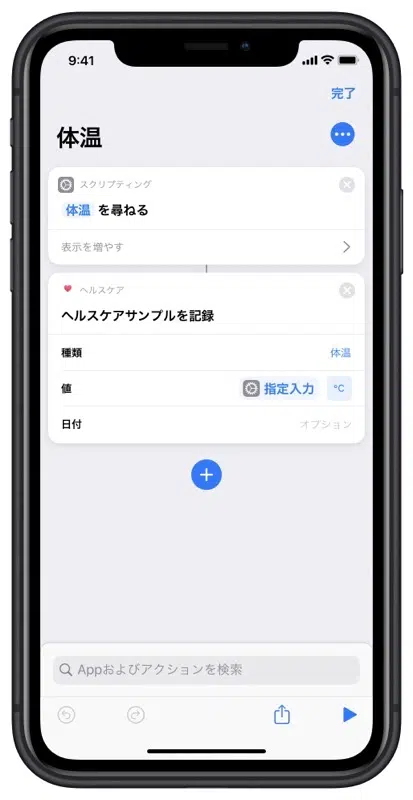 9:41
完了
体温
スクリプティング
体温 を尋ねる
表示を増やす
ヘルスケア
ヘルスケアサンプルを記録
種類 体温
値 指定入力 °C
日付 オプション
Appおよびアクションを検索